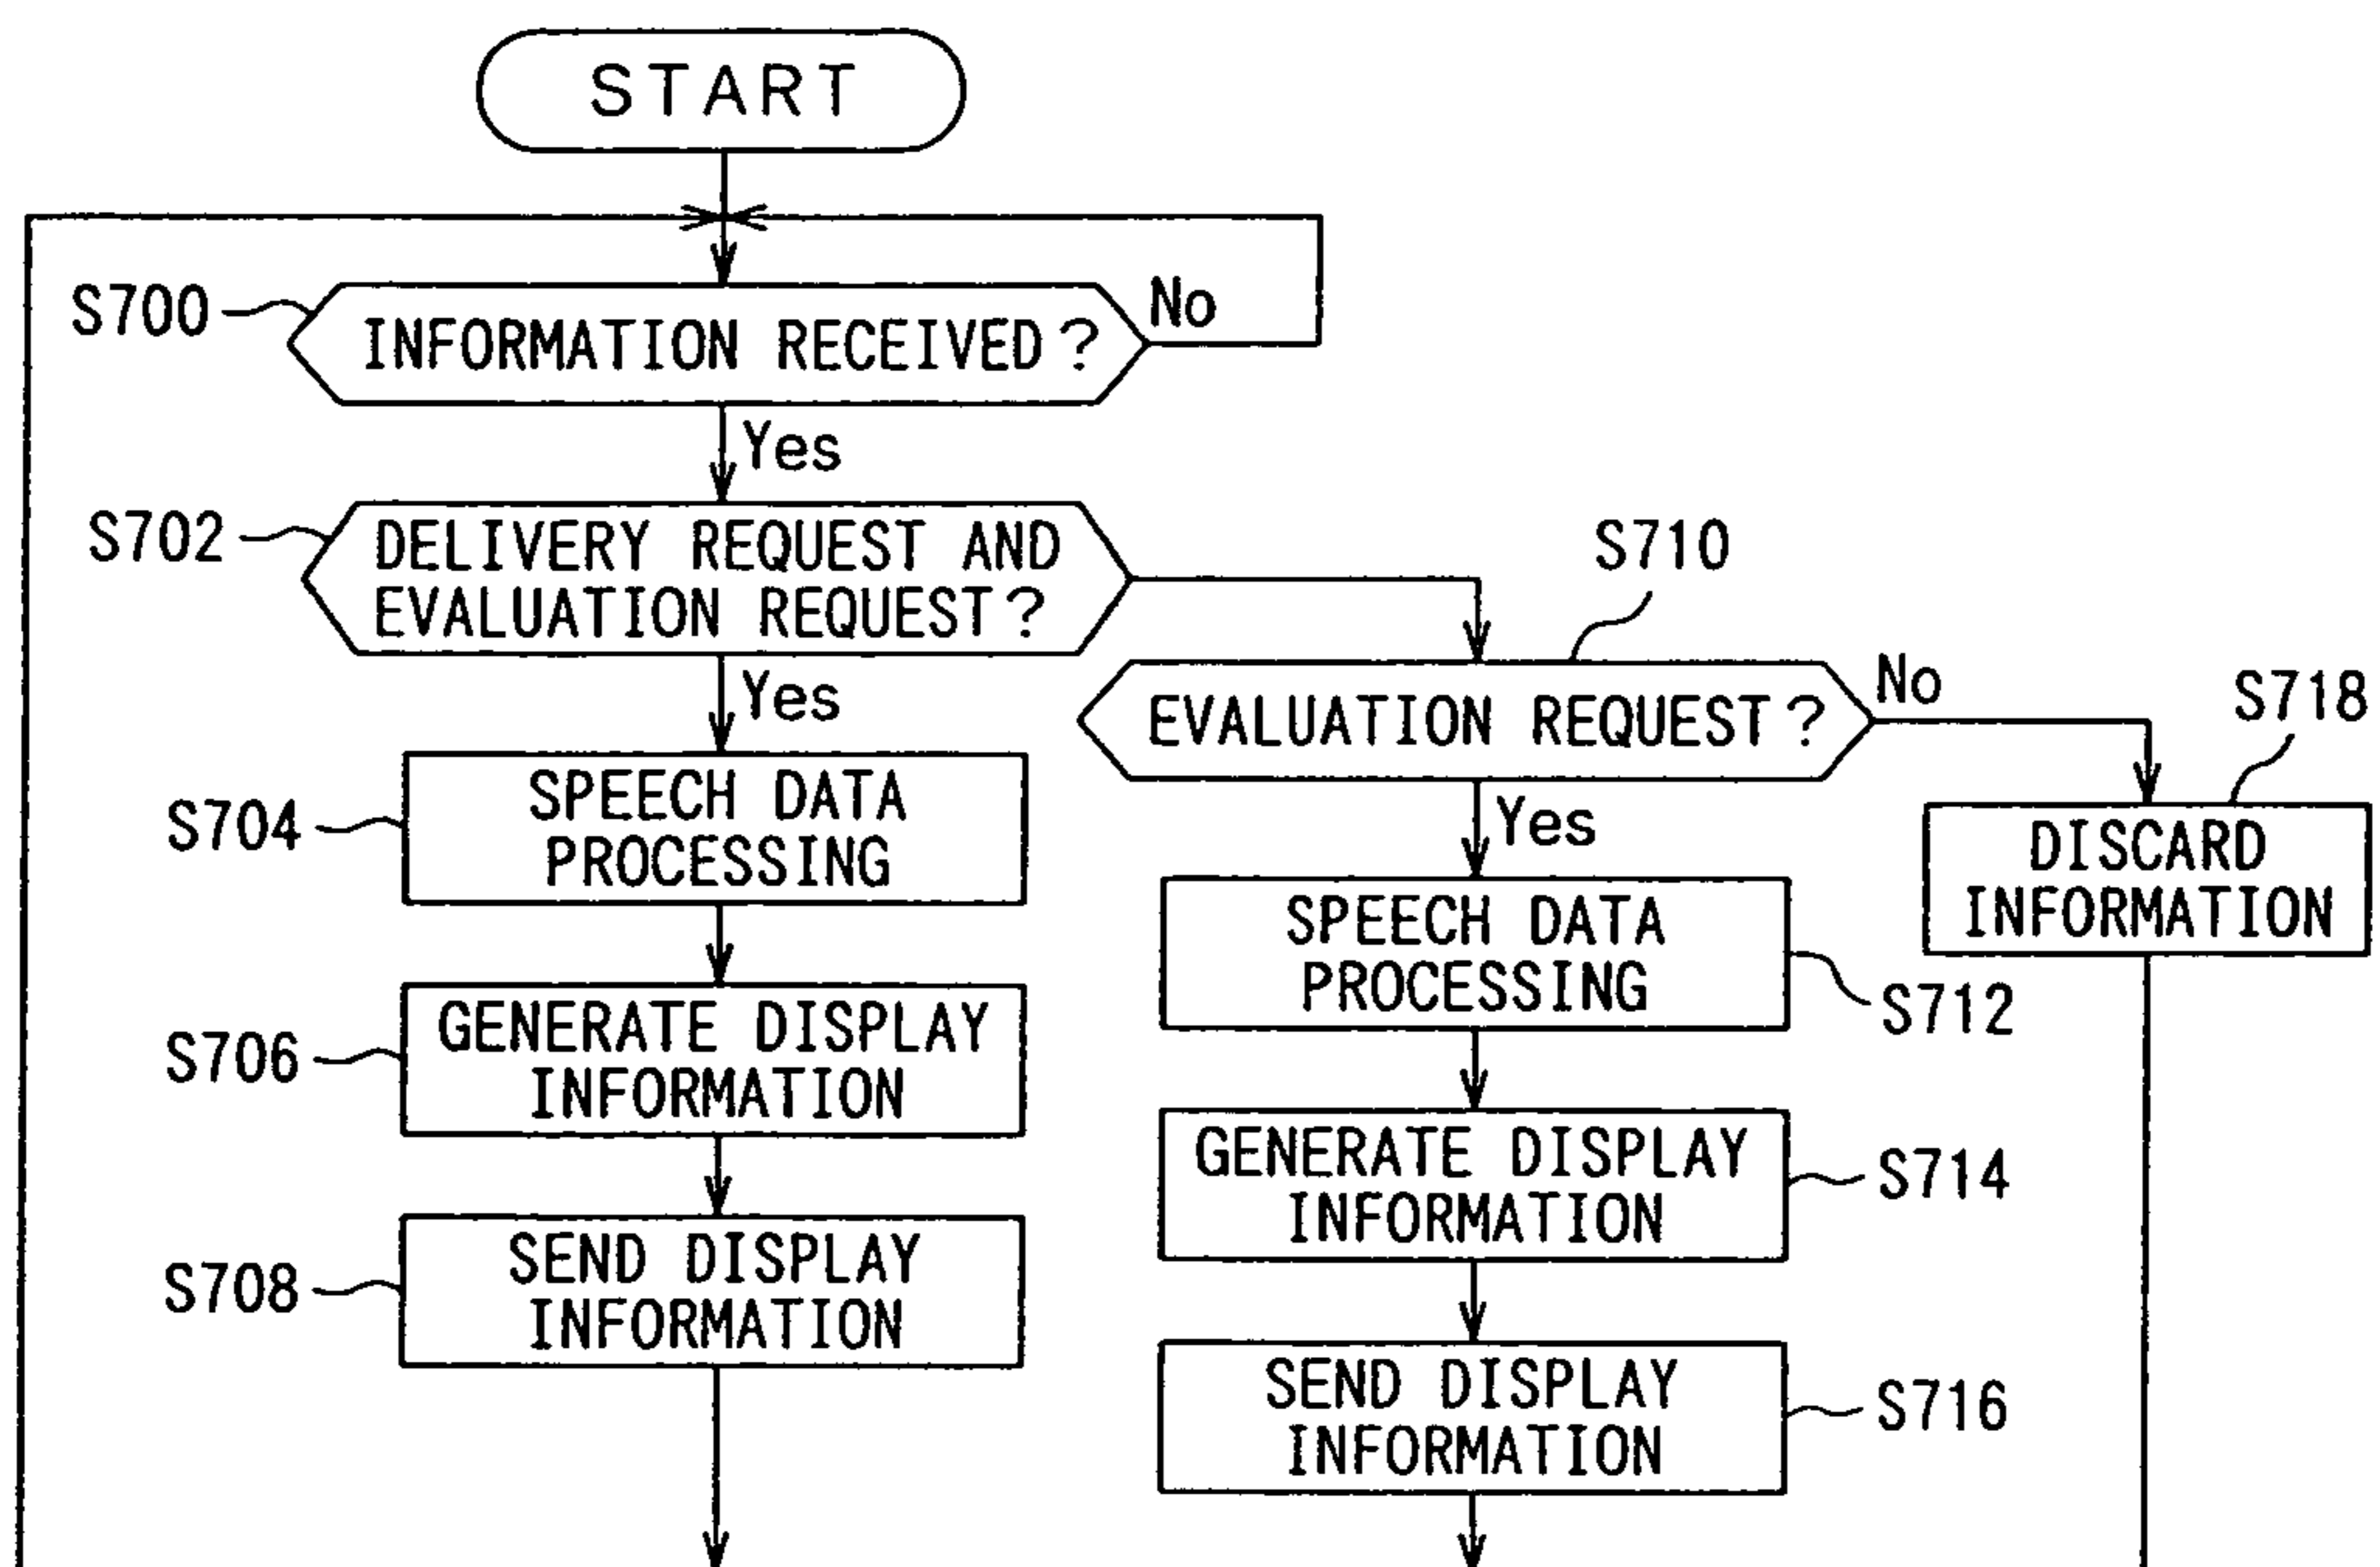 START
S700
INFORMATION RECEIVED?
No
Yes
S702
DELIVERY REQUEST AND
EVALUATION REQUEST?
Yes
S704
SPEECH DATA
PROCESSING
S706
GENERATE DISPLAY
INFORMATION
S708
SEND DISPLAY
INFORMATION
S710
EVALUATION REQUEST?
No
Yes
SPEECH DATA
PROCESSING
S712
GENERATE DISPLAY
INFORMATION
S714
SEND DISPLAY
INFORMATION
S716
S718
DISCARD
INFORMATION